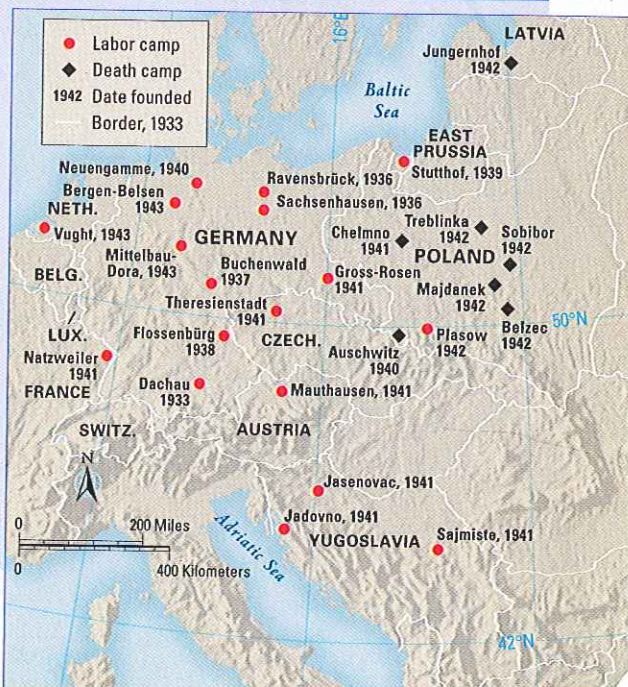 Labor camp
Death camp
1942 Date founded
Border, 1933
16°E
LATVIA
Jungernhof
1942
Baltic
Sea
EAST
PRUSSIA
Stutthof, 1939
Neuengamme, 1940
Bergen-Belsen
1943
Ravensbrück, 1936
Sachsenhausen, 1936
NETH.
Vught, 1943
GERMANY
Chelmno
1941
Treblinka
1942
Sobibor
1942
POLAND
Mittelbau-
Dora, 1943
BELG.
Buchenwald
1937
Gross-Rosen
1941
Majdanek
1942
Theresienstadt
1941
Belzec
1942
50°N
LUX.
Flossenbürg
1938
CZECH.
Auschwitz
1940
Plasow
1942
Natzweiler
1941
FRANCE
Dachau
1933
Mauthausen, 1941
SWITZ.
AUSTRIA
N
Jasenovac, 1941
0 200 Miles
0 400 Kilometers
Adriatic Sea
Jadovno, 1941
YUGOSLAVIA
Sajmiste, 1941
42°N